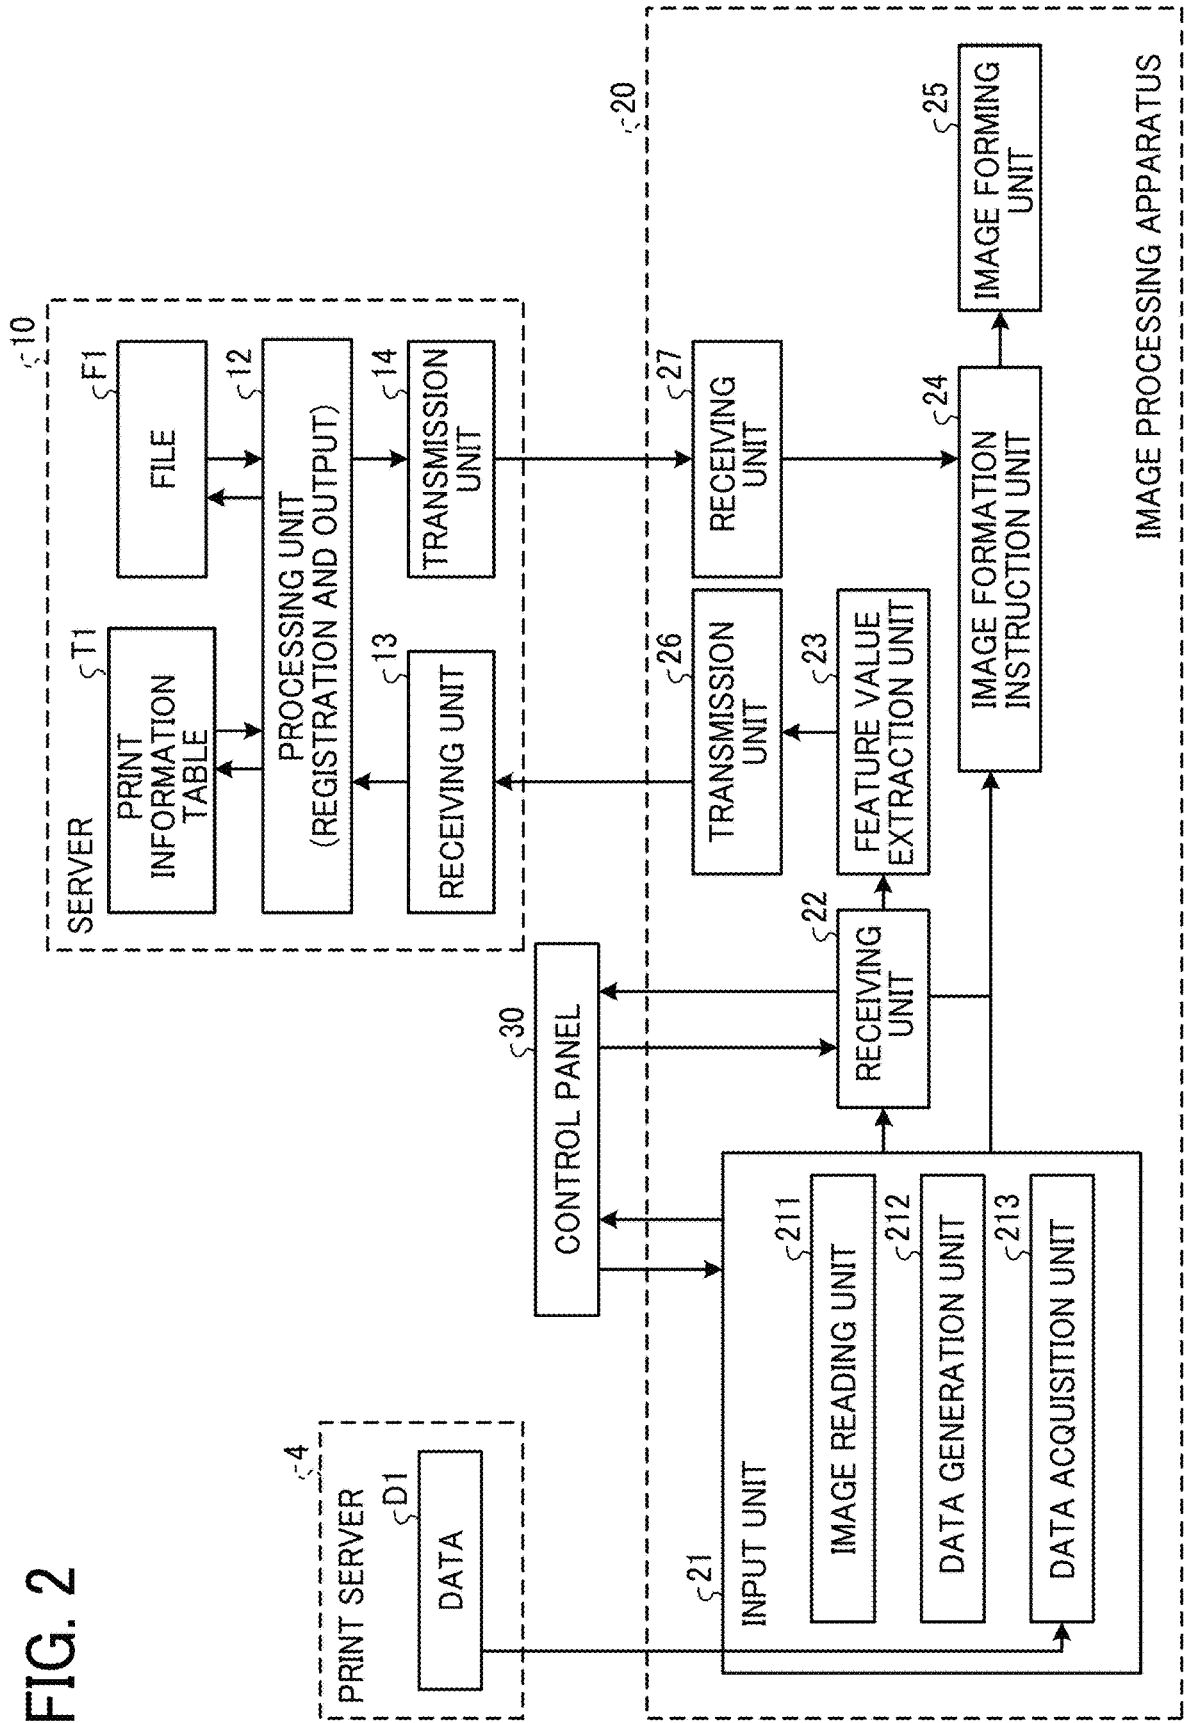 FIG. 2
PRINT SERVER
4
D1
DATA
SERVER
10
T1
PRINT
INFORMATION
TABLE
F1
FILE
12
PROCESSING UNIT
(REGISTRATION AND OUTPUT)
13
RECEIVING UNIT
14
TRANSMISSION
UNIT
30
CONTROL PANEL
20
21
INPUT UNIT
211
IMAGE READING UNIT
212
DATA GENERATION UNIT
213
DATA ACQUISITION UNIT
22
RECEIVING
UNIT
26
TRANSMISSION
UNIT
23
FEATURE VALUE
EXTRACTION UNIT
27
RECEIVING
UNIT
24
IMAGE FORMATION
INSTRUCTION UNIT
25
IMAGE FORMING
UNIT
IMAGE PROCESSING APPARATUS